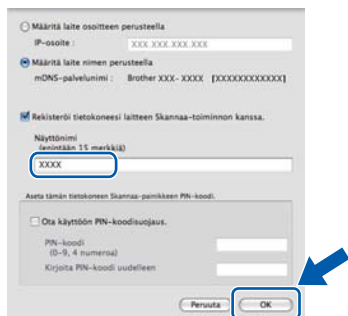 Määritä laite osoitteen perusteella
IP-osoite : XXX.XXX.XXX.XXX
Määritä laite nimen perusteella
mDNS-palvelunimi : Brother XXX- XXXX [XXXXXXXXXXXX]
Rekisteröi tietokoneesi laitteen Skannaa-toiminnon kanssa.
Näyttönimi
(enintään 15 merkkiä)
XXXX
Aseta tämän tietokoneen Skannaa-painikkeen PIN-koodi.
Ota käyttöön PIN-koodisuojaus.
PIN-koodi
(0-9, 4 numeroa)
Kirjoita PIN-koodi uudelleen
Peruuta OK